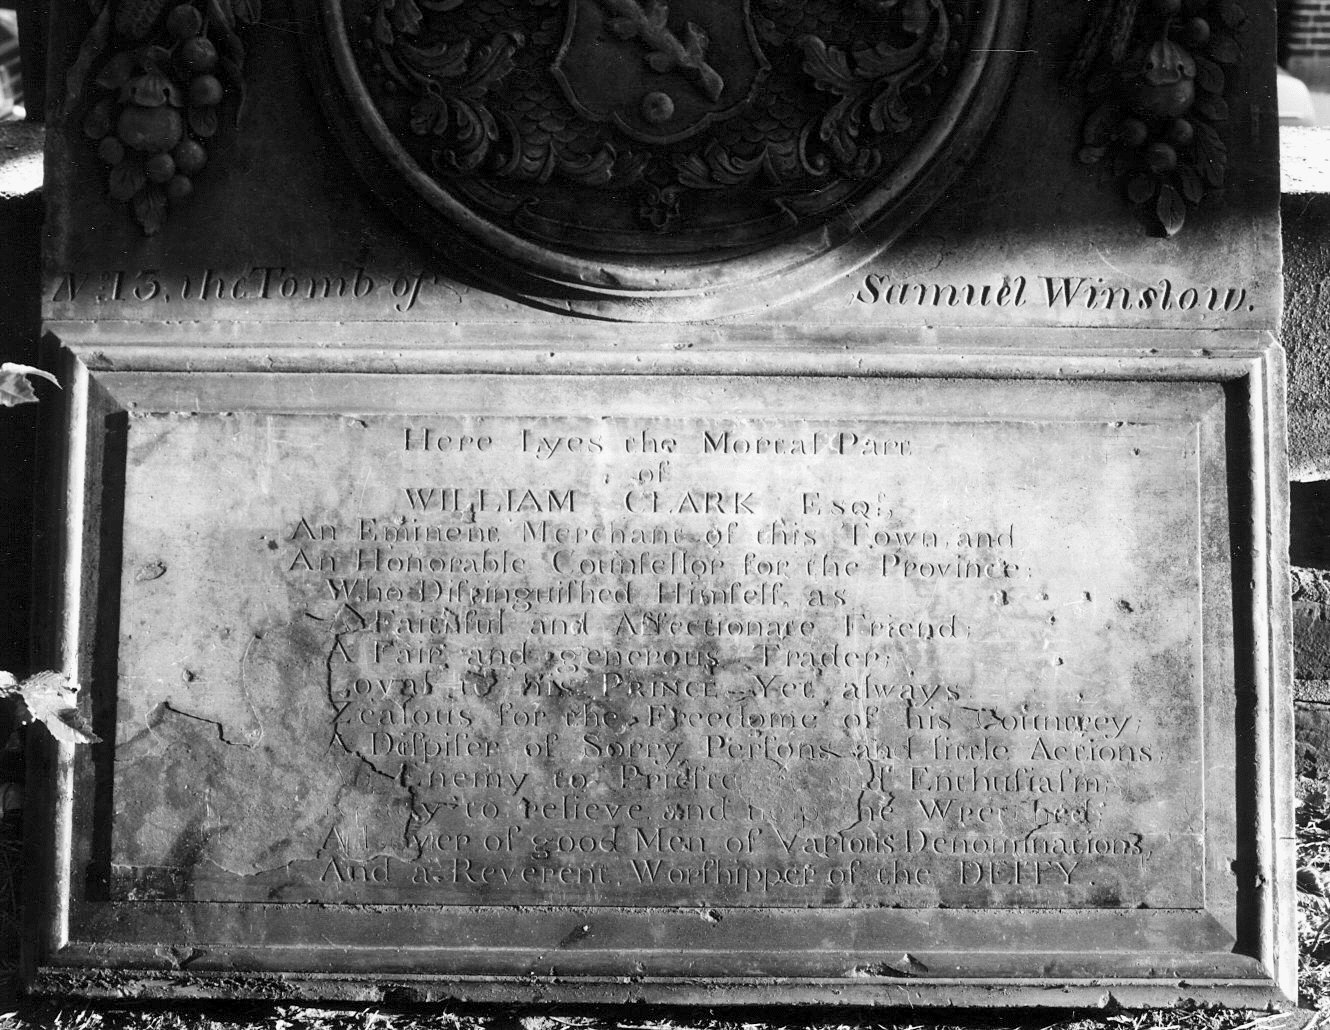 No. 13, the Tomb of Samuel Winslow.
Here Lyes the Mortal Part
of
WILLIAM CLARK ESqr.,
An Eminent Merchant of this Town, and
An Honorable Counſellor for the Province:
Who Diſtinguiſhed Himſelf, as
A Faithful and Affectionate Friend;
A Fair and generous Trader;
Loyal to his PRINCE Yet always
Zealous for the Freedome of his Countrey;
A Deſpiſer of Sorry Perſons and little Actions,
Enemy to Enthuſiaſm;
to relieve and the Wretched;
A Lover of good Men of Various Denominations,
And a Reverent Worſhipper of the DEITY.